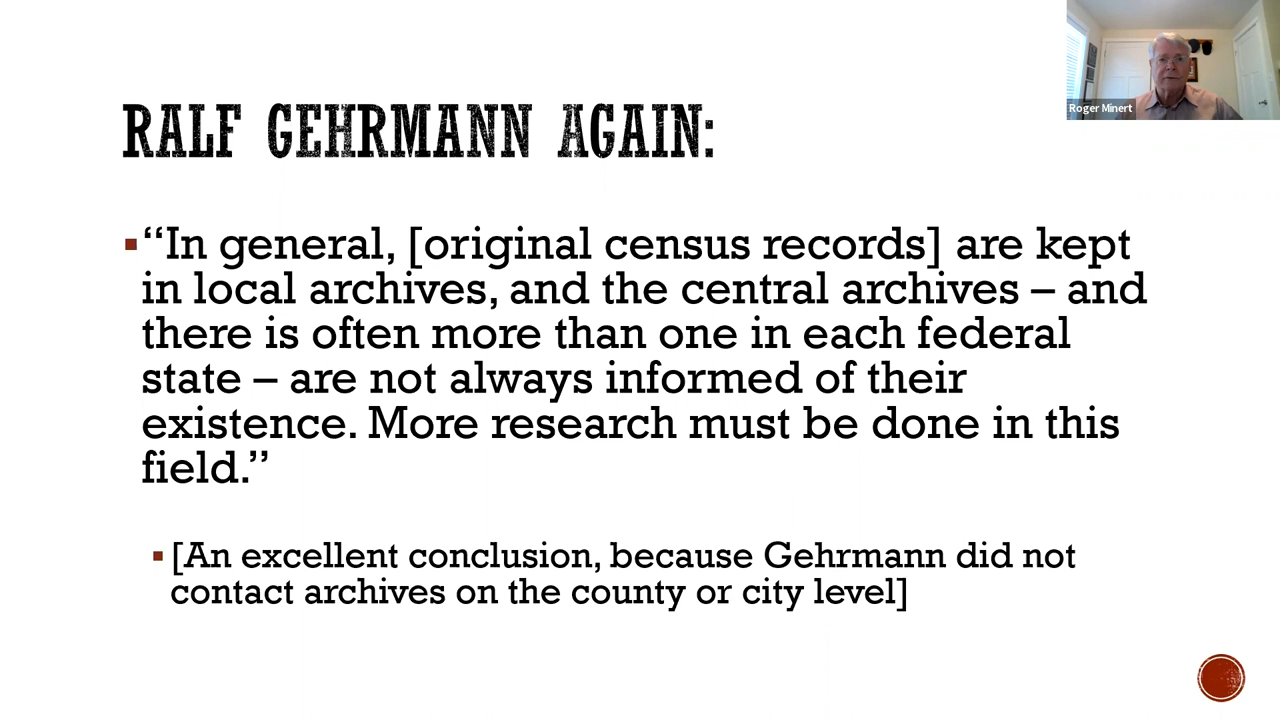 Roger Minert
RALF GEHRMANN AGAIN:
“In general, [original census records] are kept
in local archives, and the central archives – and
there is often more than one in each federal
state – are not always informed of their
existence. More research must be done in this
field.”
[An excellent conclusion, because Gehrmann did not
contact archives on the county or city level]